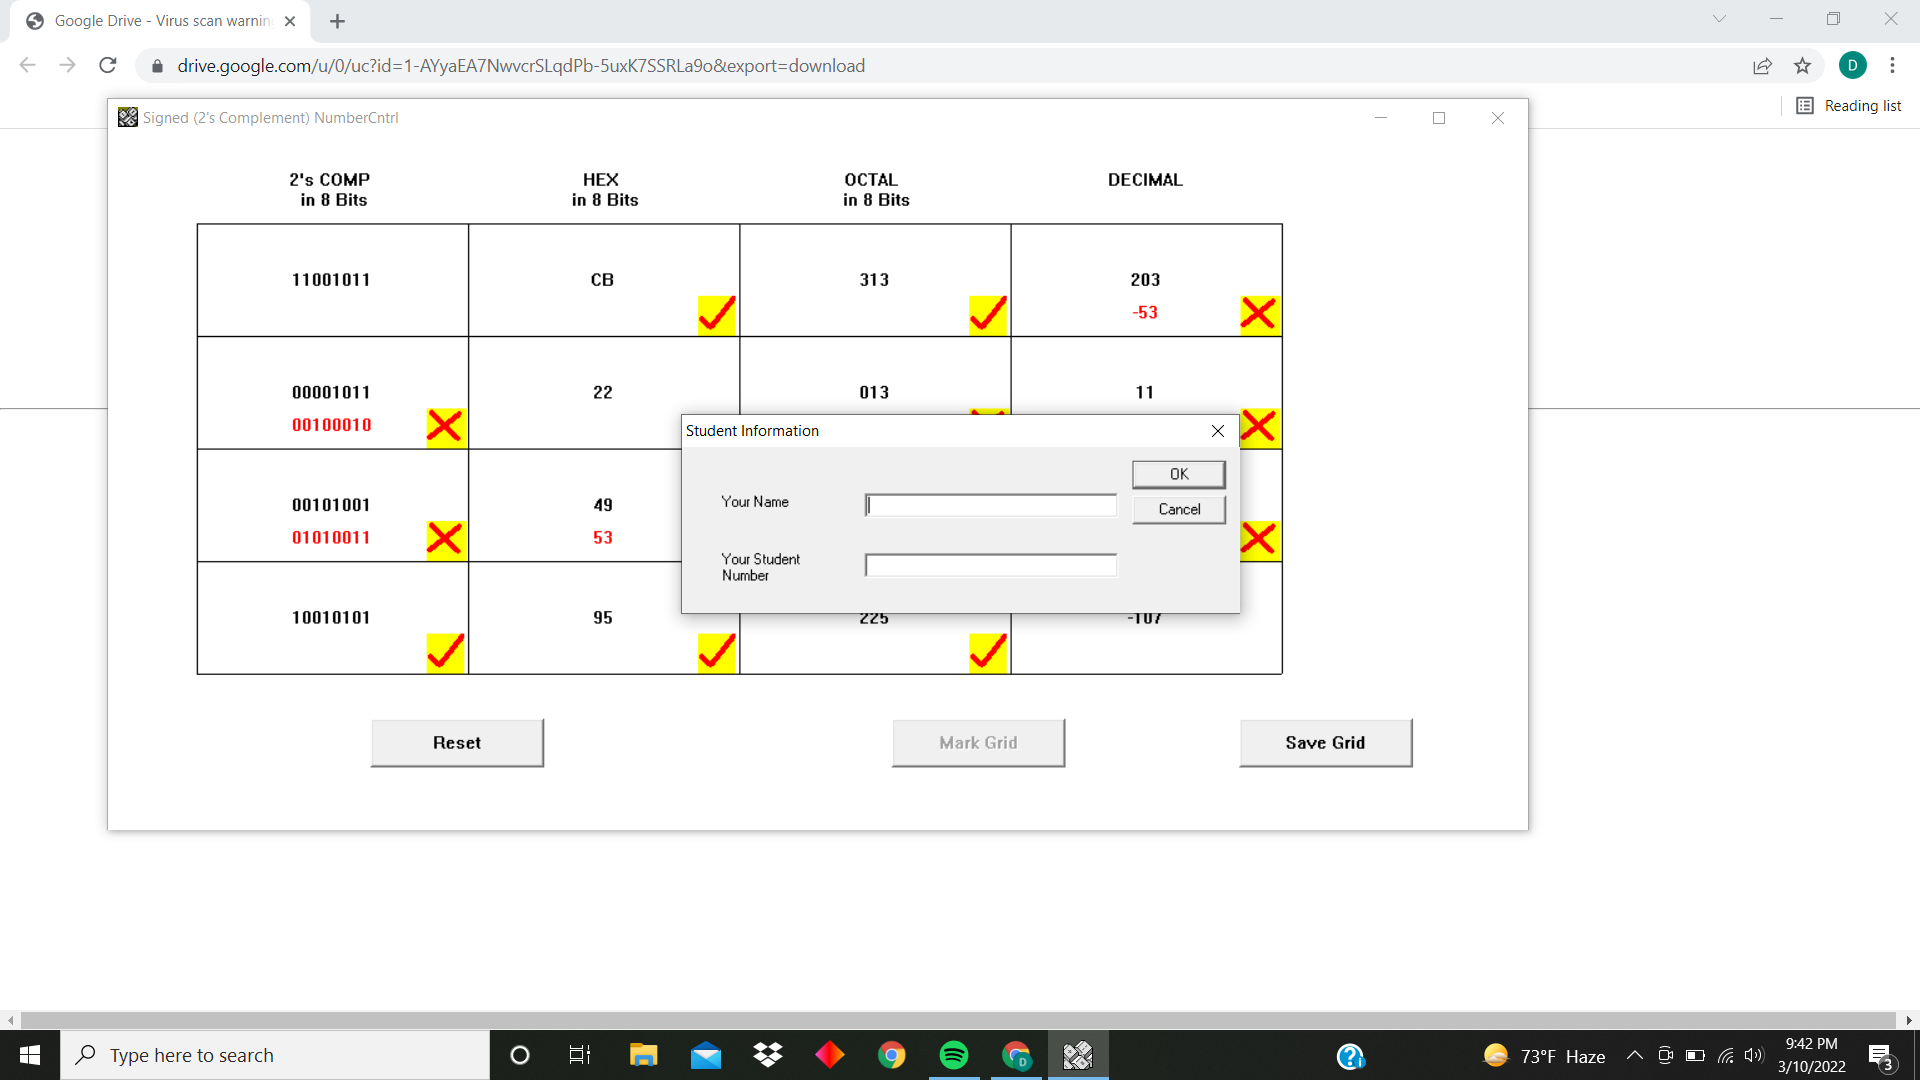 Google Drive - Virus scan warnin
drive.google.com/u/0/uc?id=1-AYyaEA7NwvcrSLqdPb-5uxK7SSRLa9o&export=download
D
Reading list
Signed (2's Complement) NumberCntrl
2's COMP
in 8 Bits
HEX
in 8 Bits
OCTAL
in 8 Bits
DECIMAL
11001011
CB
313
203
-53
00001011
00100010
22
013
11
00101001
01010011
49
53
10010101
95
225
-107
Student Information
OK
Your Name
Cancel
Your Student
Number
Reset
Mark Grid
Save Grid
Type here to search
D
73°F Haze
9:42 PM
3/10/2022
3